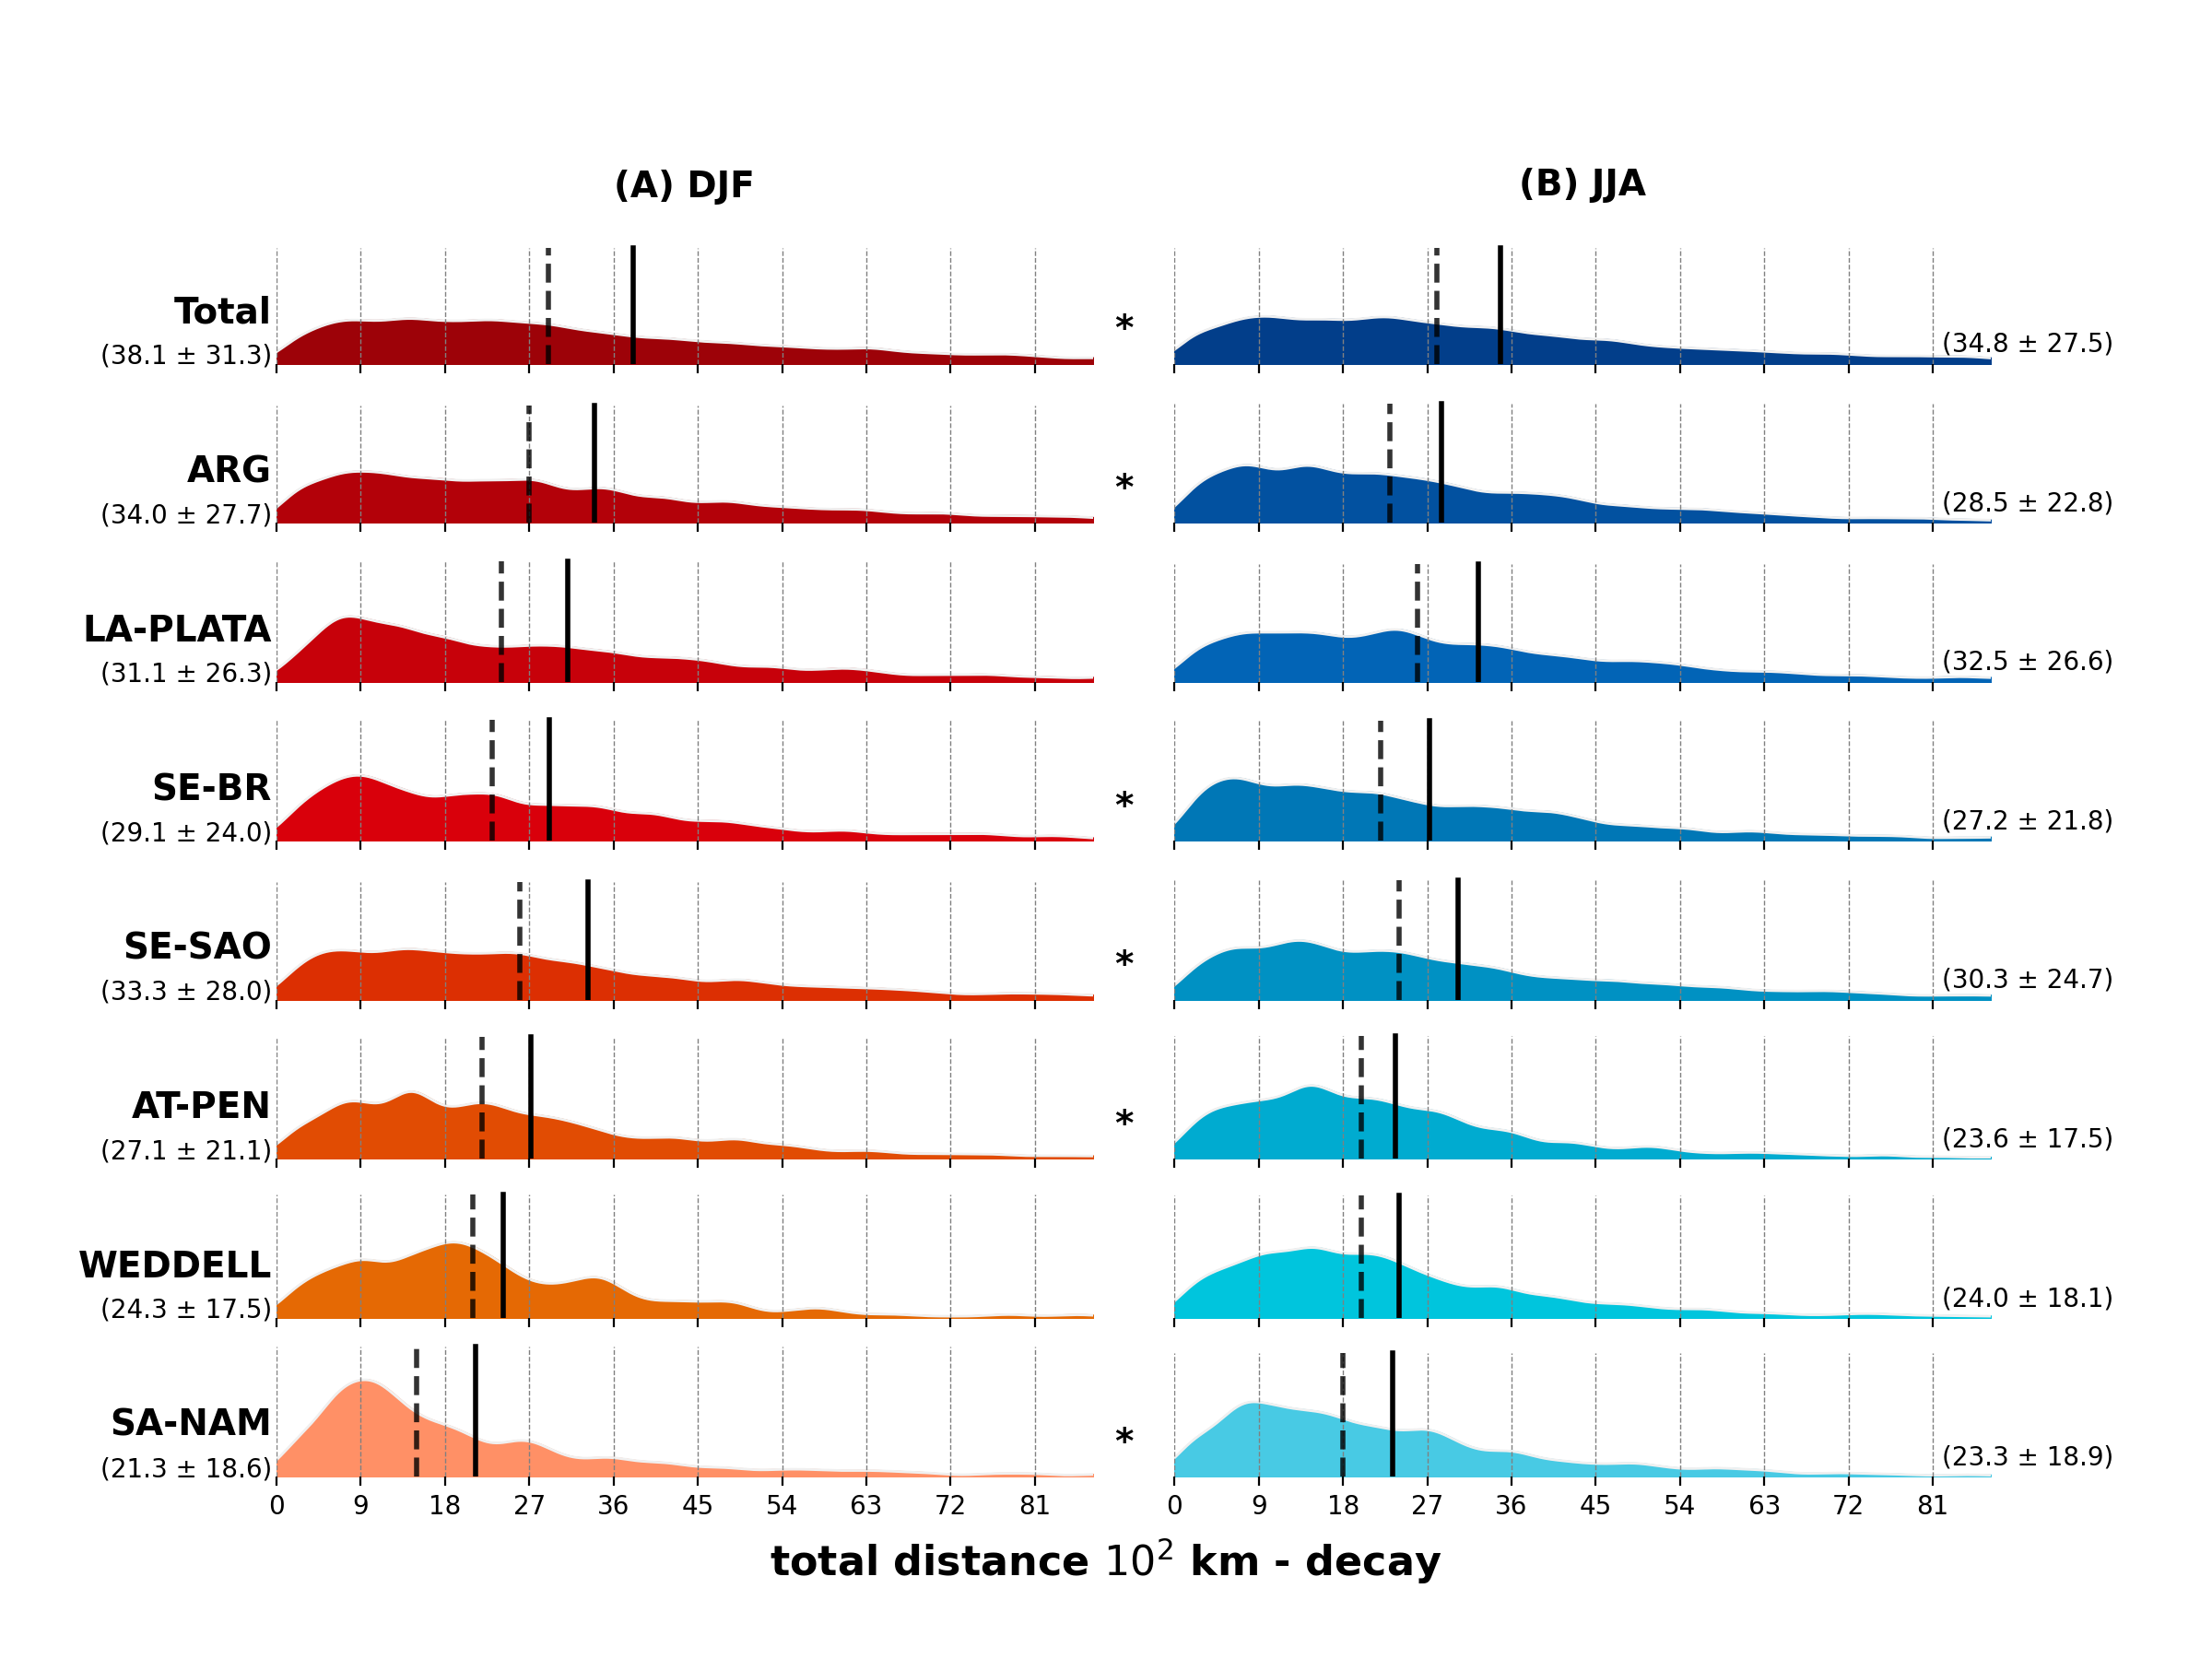 (A) DJF
(B) JJA
Total
(38.1 ± 31.3)
*
(34.8 ± 27.5)
ARG
(34.0 ± 27.7)
*
(28.5 ± 22.8)
LA-PLATA
(31.1 ± 26.3)
(32.5 ± 26.6)
SE-BR
(29.1 ± 24.0)
*
(27.2 ± 21.8)
SE-SAO
(33.3 ± 28.0)
*
(30.3 ± 24.7)
AT-PEN
(27.1 ± 21.1)
*
(23.6 ± 17.5)
WEDDELL
(24.3 ± 17.5)
(24.0 ± 18.1)
SA-NAM
(21.3 ± 18.6)
*
(23.3 ± 18.9)
0 9 18 27 36 45 54 63 72 81
0 9 18 27 36 45 54 63 72 81
total distance 10² km - decay